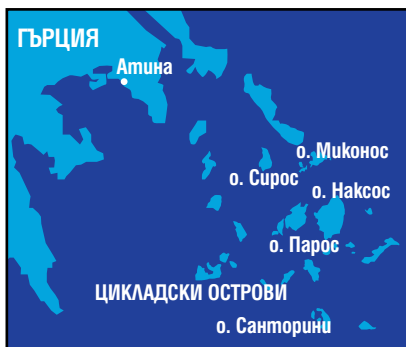 ГЪРЦИЯ
Атина
о. Миконос
о. Сирос
о. Наксос
о. Парос
ЦИКЛАДСКИ ОСТРОВИ
о. Санторини